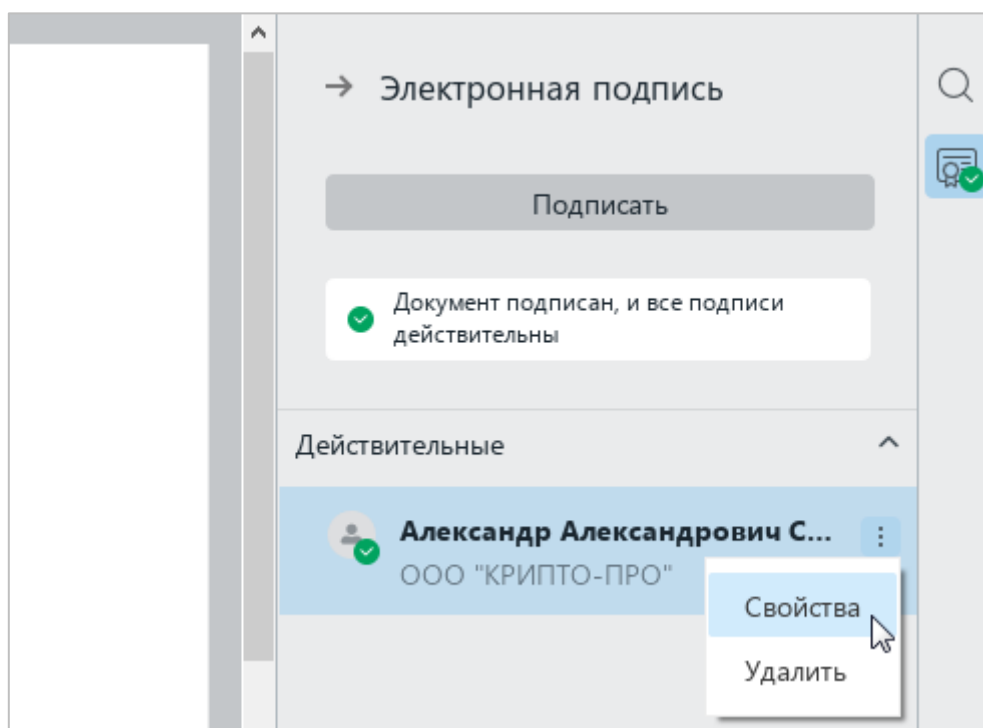 Электронная подпись
Подписать
Документ подписан, и все подписи
действительны
Действительные
Александр Александрович С...
ООО "КРИПТО-ПРО"
Свойства
Удалить